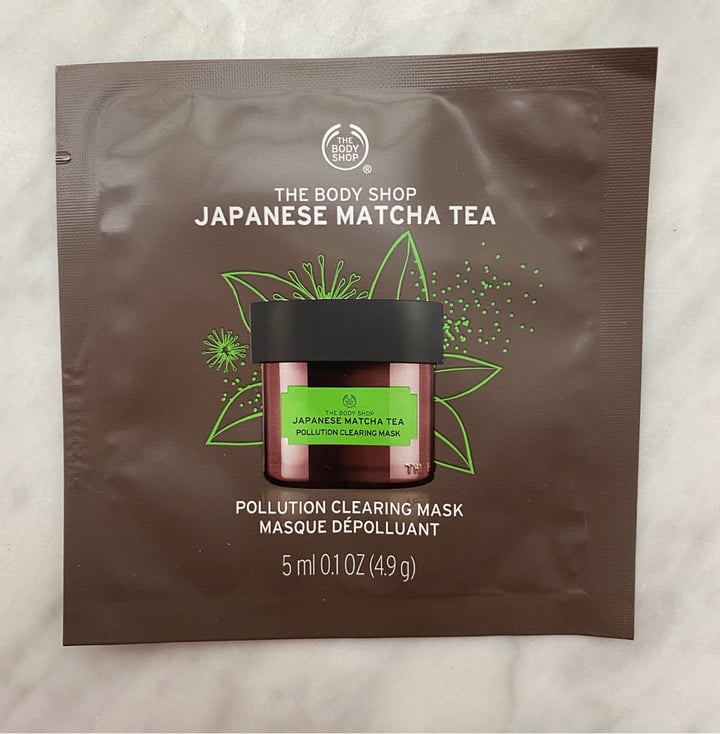 THE
BODY
SHOP
®
THE BODY SHOP
JAPANESE MATCHA TEA
THE BODY SHOP
JAPANESE MATCHA TEA
POLLUTION CLEARING MASK
POLLUTION CLEARING MASK
MASQUE DÉPOLLUANT
5 ml 0.1 OZ (4.9 g)